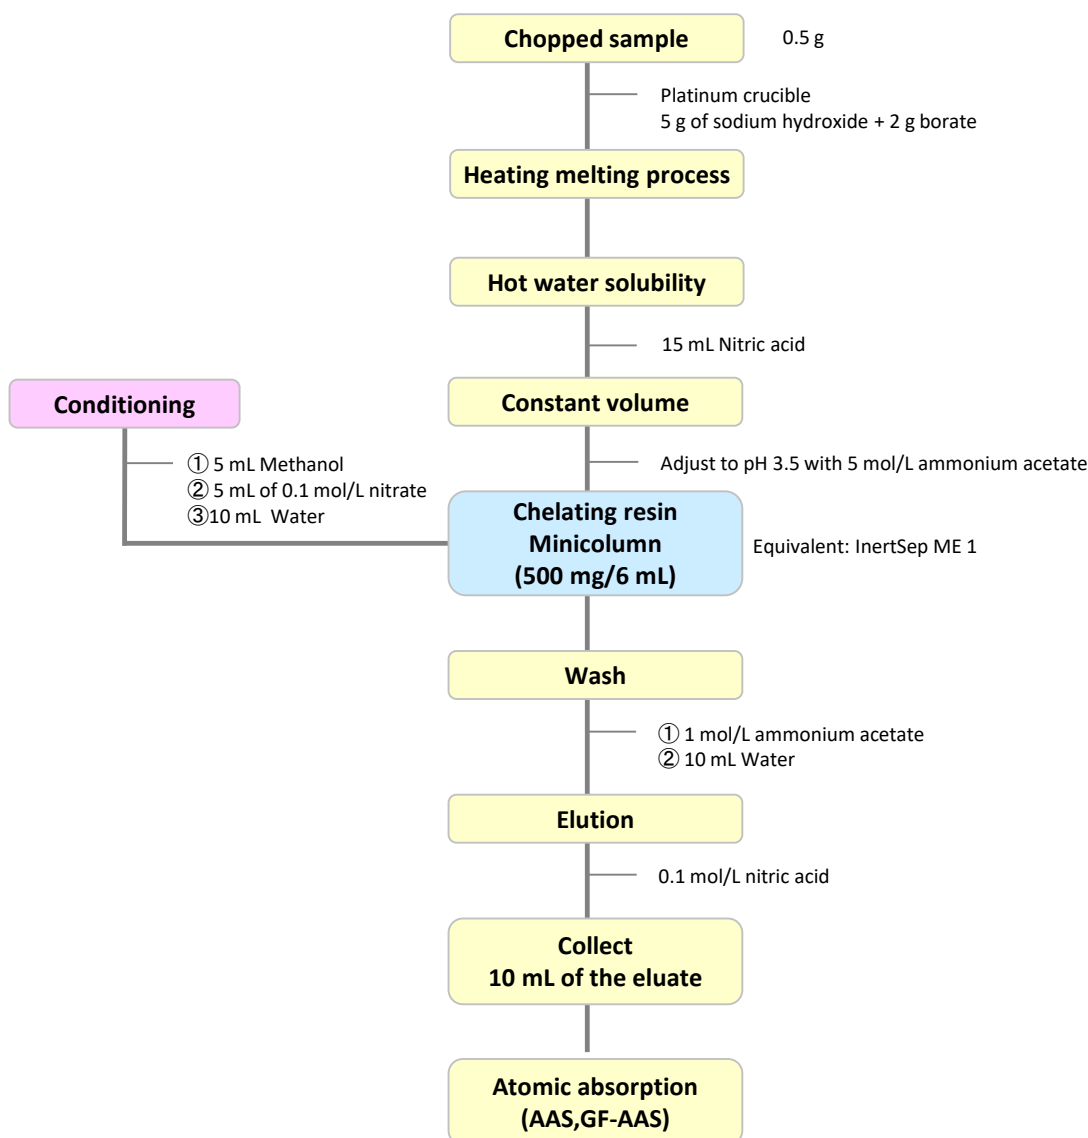 Chopped sample
0.5 g
Platinum crucible
5 g of sodium hydroxide + 2 g borate
Heating melting process
Hot water solubility
15 mL Nitric acid
Conditioning
① 5 mL Methanol
② 5 mL of 0.1 mol/L nitrate
③10 mL Water
Constant volume
Adjust to pH 3.5 with 5 mol/L ammonium acetate
Chelating resin
Minicolumn
(500 mg/6 mL)
Equivalent: InertSep ME 1
Wash
① 1 mol/L ammonium acetate
② 10 mL Water
Elution
0.1 mol/L nitric acid
Collect
10 mL of the eluate
Atomic absorption
(AAS,GF-AAS)